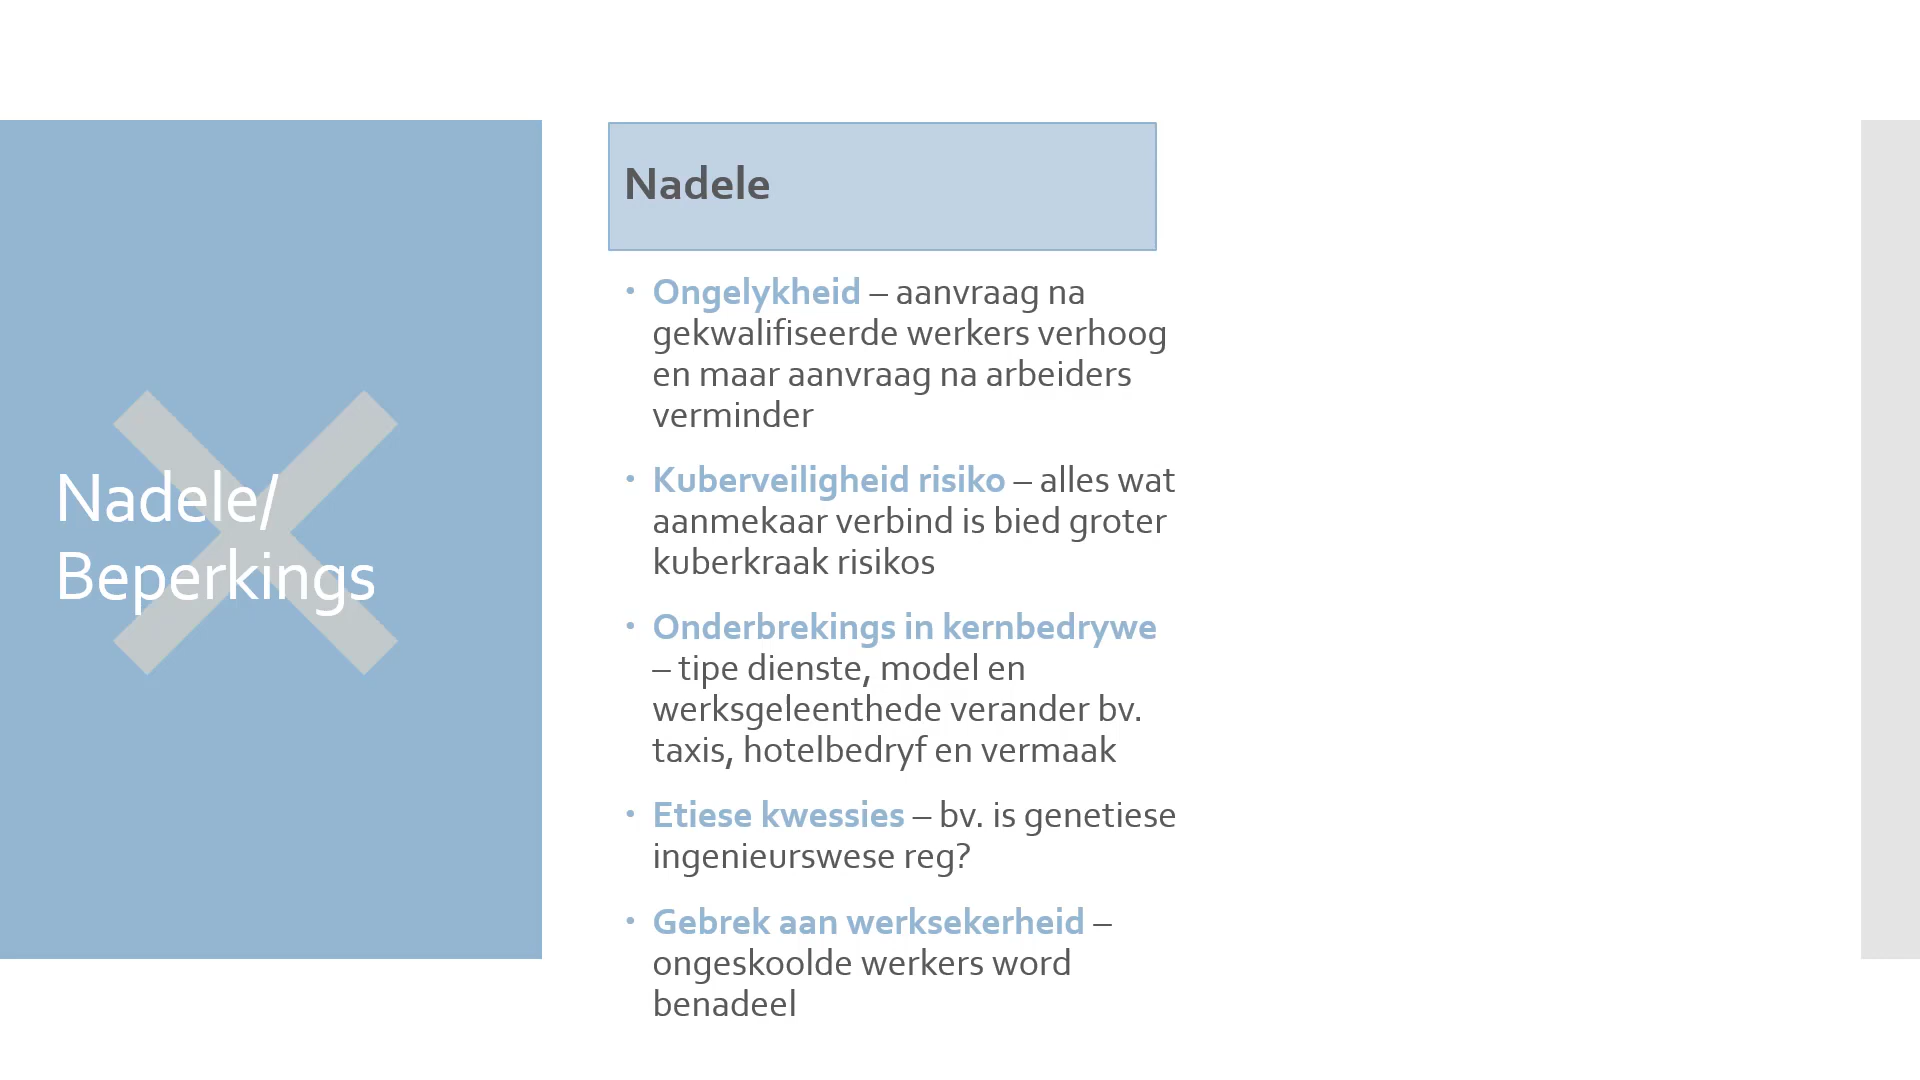 Nadele/
Beperkings
Nadele
• Ongelykheid – aanvraag na
gekwalifiseerde werkers verhoog
en maar aanvraag na arbeiders
verminder
• Kuberveiligheid risiko – alles wat
aanmekaar verbind is bied groter
kuberkraak risikos
• Onderbrekings in kernbedrywe
– tipe dienste, model en
werksgeleenthede verander bv.
taxis, hotelbedryf en vermaak
• Etiese kwessies – bv. is genetiese
ingenieurswese reg?
• Gebrek aan werksekerheid –
ongeskoolde werkers word
benadeel